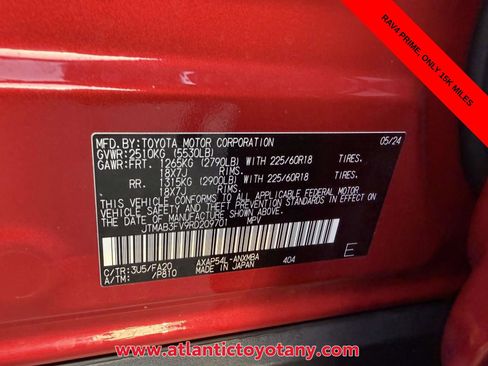 RAV4 PRIME. ONLY 15K MILES
MFD.BY:TOYOTA MOTOR CORPORATION 05/24
GVWR:2510KG (5530LB)
GAWR:FRT. 1265KG (2790LB) WITH 225/60R18 TIRES.
18X7J
RR. 1315KG (2900LB) WITH 225/60R18 TIRES.
18X7J
THIS VEHICLE CONFORMS TO ALL APPLICABLE FEDERAL MOTOR
VEHICLE SAFETY AND THEFT PREVENTION STANDARDS IN EFFECT ON
THE DATE OF MANUFACTURE SHOWN ABOVE.
JTMAB3FV9RD209701 MPV
E
C/TR:3U5/FA20 AXAP54L-ANXMBA 404
A/TM: /P810 MADE IN JAPAN
www.atlantictoyotany.com